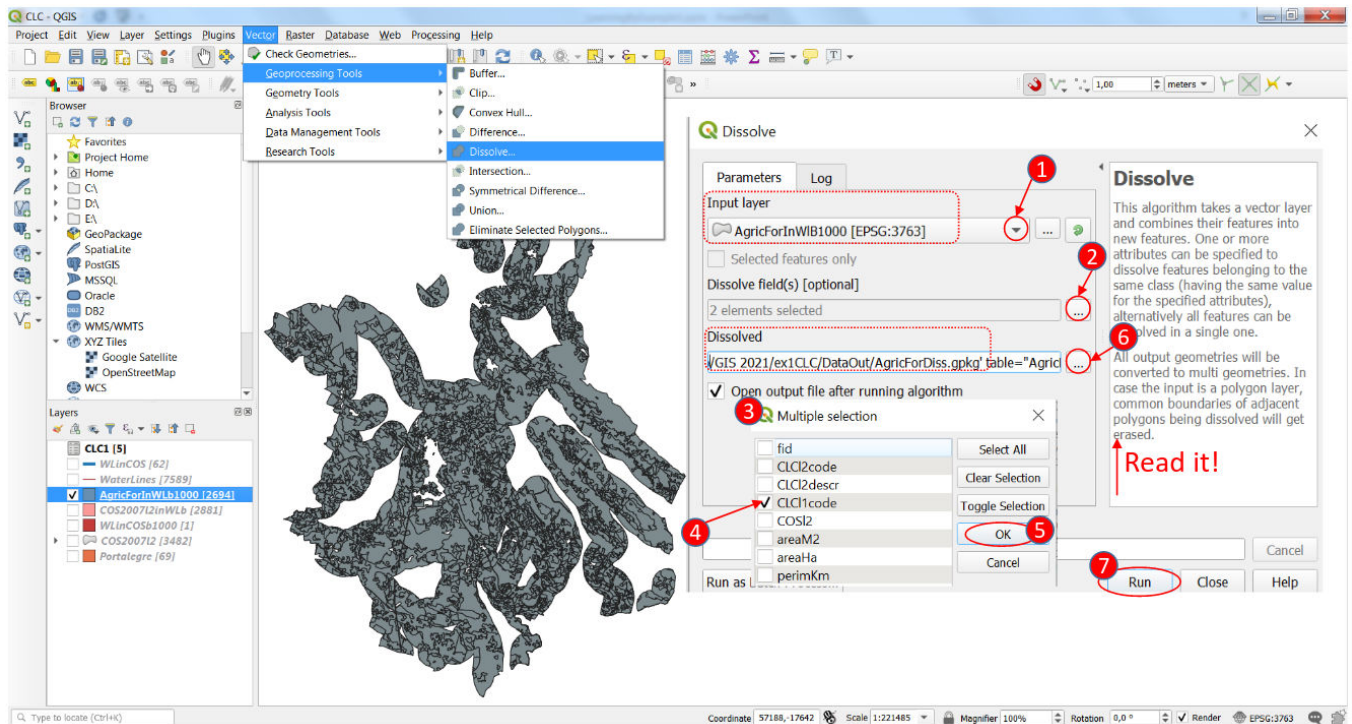 CLC - QGIS
Project Edit View Layer Settings Plugins Vector Raster Database Web Processing Help
Check Geometries...
Geoprocessing Tools
Geometry Tools
Analysis Tools
Data Management Tools
Research Tools
Buffer...
Clip...
Convex Hull...
Difference...
Dissolve...
Intersection...
Symmetrical Difference...
Union...
Eliminate Selected Polygons...
1,00 meters
Browser
Favorites
Project Home
Home
C:\
D:\
E:\
GeoPackage
SpatiaLite
PostGIS
MSSQL
Oracle
DB2
WMS/WMTS
XYZ Tiles
Google Satellite
OpenStreetMap
WCS
Layers
CLC1 [5]
WLinCOS [62]
WaterLines [7589]
AgricForInWLb1000 [2694]
COS2007l2inWLb [2881]
WLinCOSb1000 [1]
COS2007l2 [3482]
Portalegre [69]
Dissolve
Parameters Log
Input layer
1
AgricForInWlB1000 [EPSG:3763]
...
Selected features only
2
Dissolve field(s) [optional]
2 elements selected
...
Dissolved
6
/GIS 2021/ex1CLC/DataOut/AgricForDiss.gpkg' table="Agric
...
Open output file after running algorithm
3
Multiple selection
fid
CLCl2code
CLCl2descr
CLCl1code
COSl2
areaM2
areaHa
perimKm
Select All
Clear Selection
Toggle Selection
OK
Cancel
4
5
7
Run as
Cancel
Run
Close
Help
Dissolve
This algorithm takes a vector layer
and combines their features into
new features. One or more
attributes can be specified to
dissolve features belonging to the
same class (having the same value
for the specified attributes),
alternatively all features can be
olved in a single one.
All output geometries will be
converted to multi geometries. In
case the input is a polygon layer,
common boundaries of adjacent
polygons being dissolved will get
erased.
Read it!
Type to locate (Ctrl+K)
Coordinate 57188,-17642 Scale 1:221485 Magnifier 100% Rotation 0,0 ° Render EPSG:3763